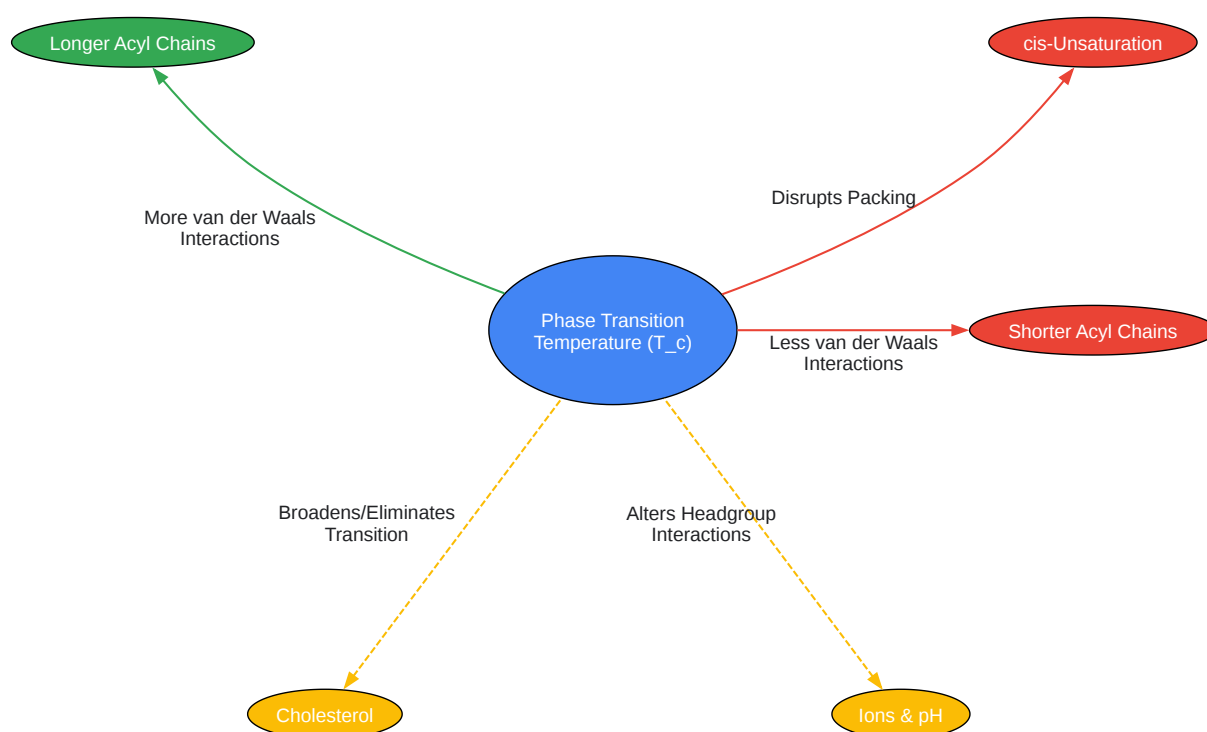 Longer Acyl Chains
cis-Unsaturation
Disrupts Packing
More van der Waals
Interactions
Phase Transition
Temperature (T_c)
Shorter Acyl Chains
Less van der Waals
Interactions
Broadens/Eliminates
Transition
Alters Headgroup
Interactions
Cholesterol
Ions & pH